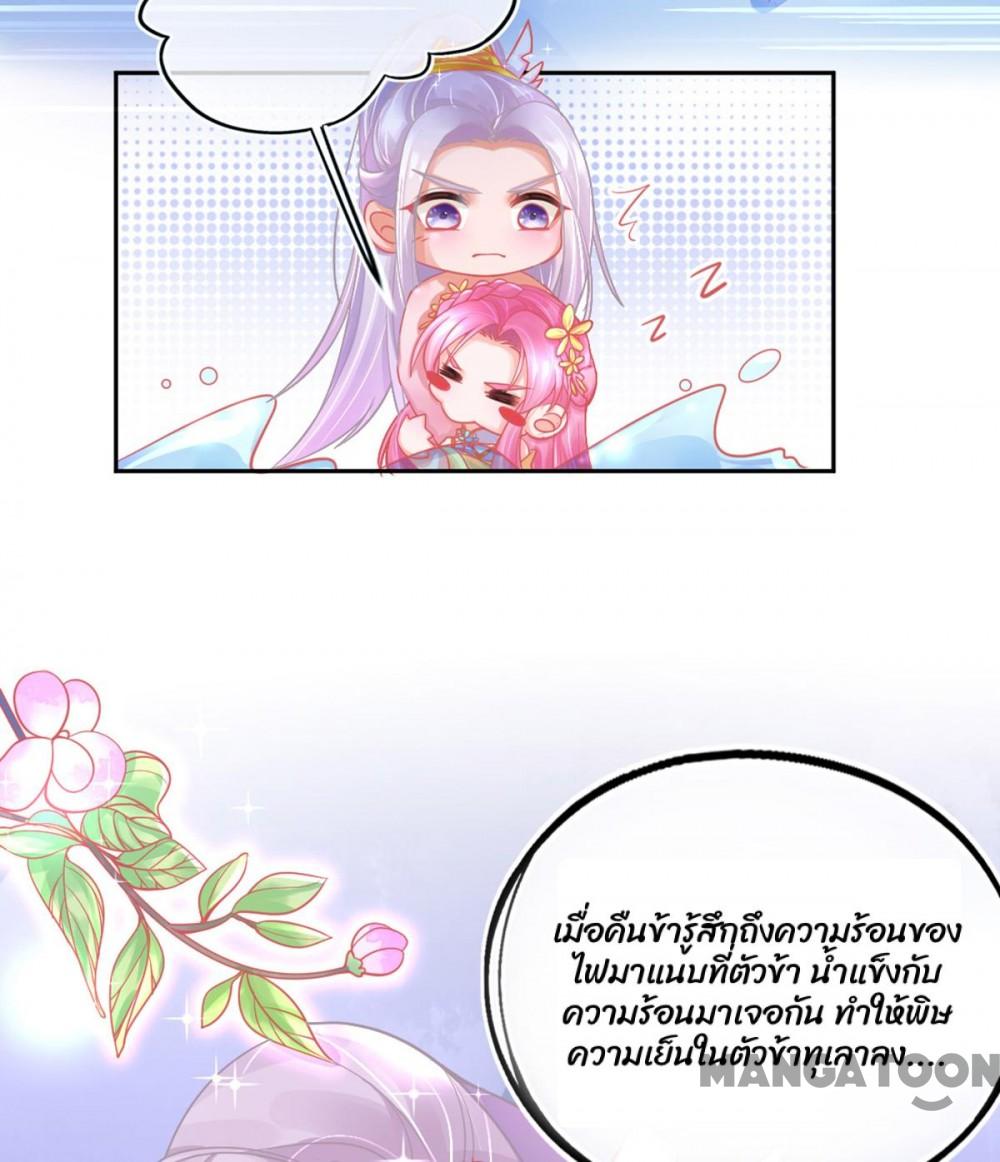 Z
Z
Z
เมื่อคืนข้ารู้สึกถึงความร้อนของ
ไฟมาแนบที่ตัวข้า น้ำแข็งกับ
ความร้อนมาเจอกัน ทำให้พิษ
ความเย็นในตัวข้าทุเลาลง....
MANGATOON